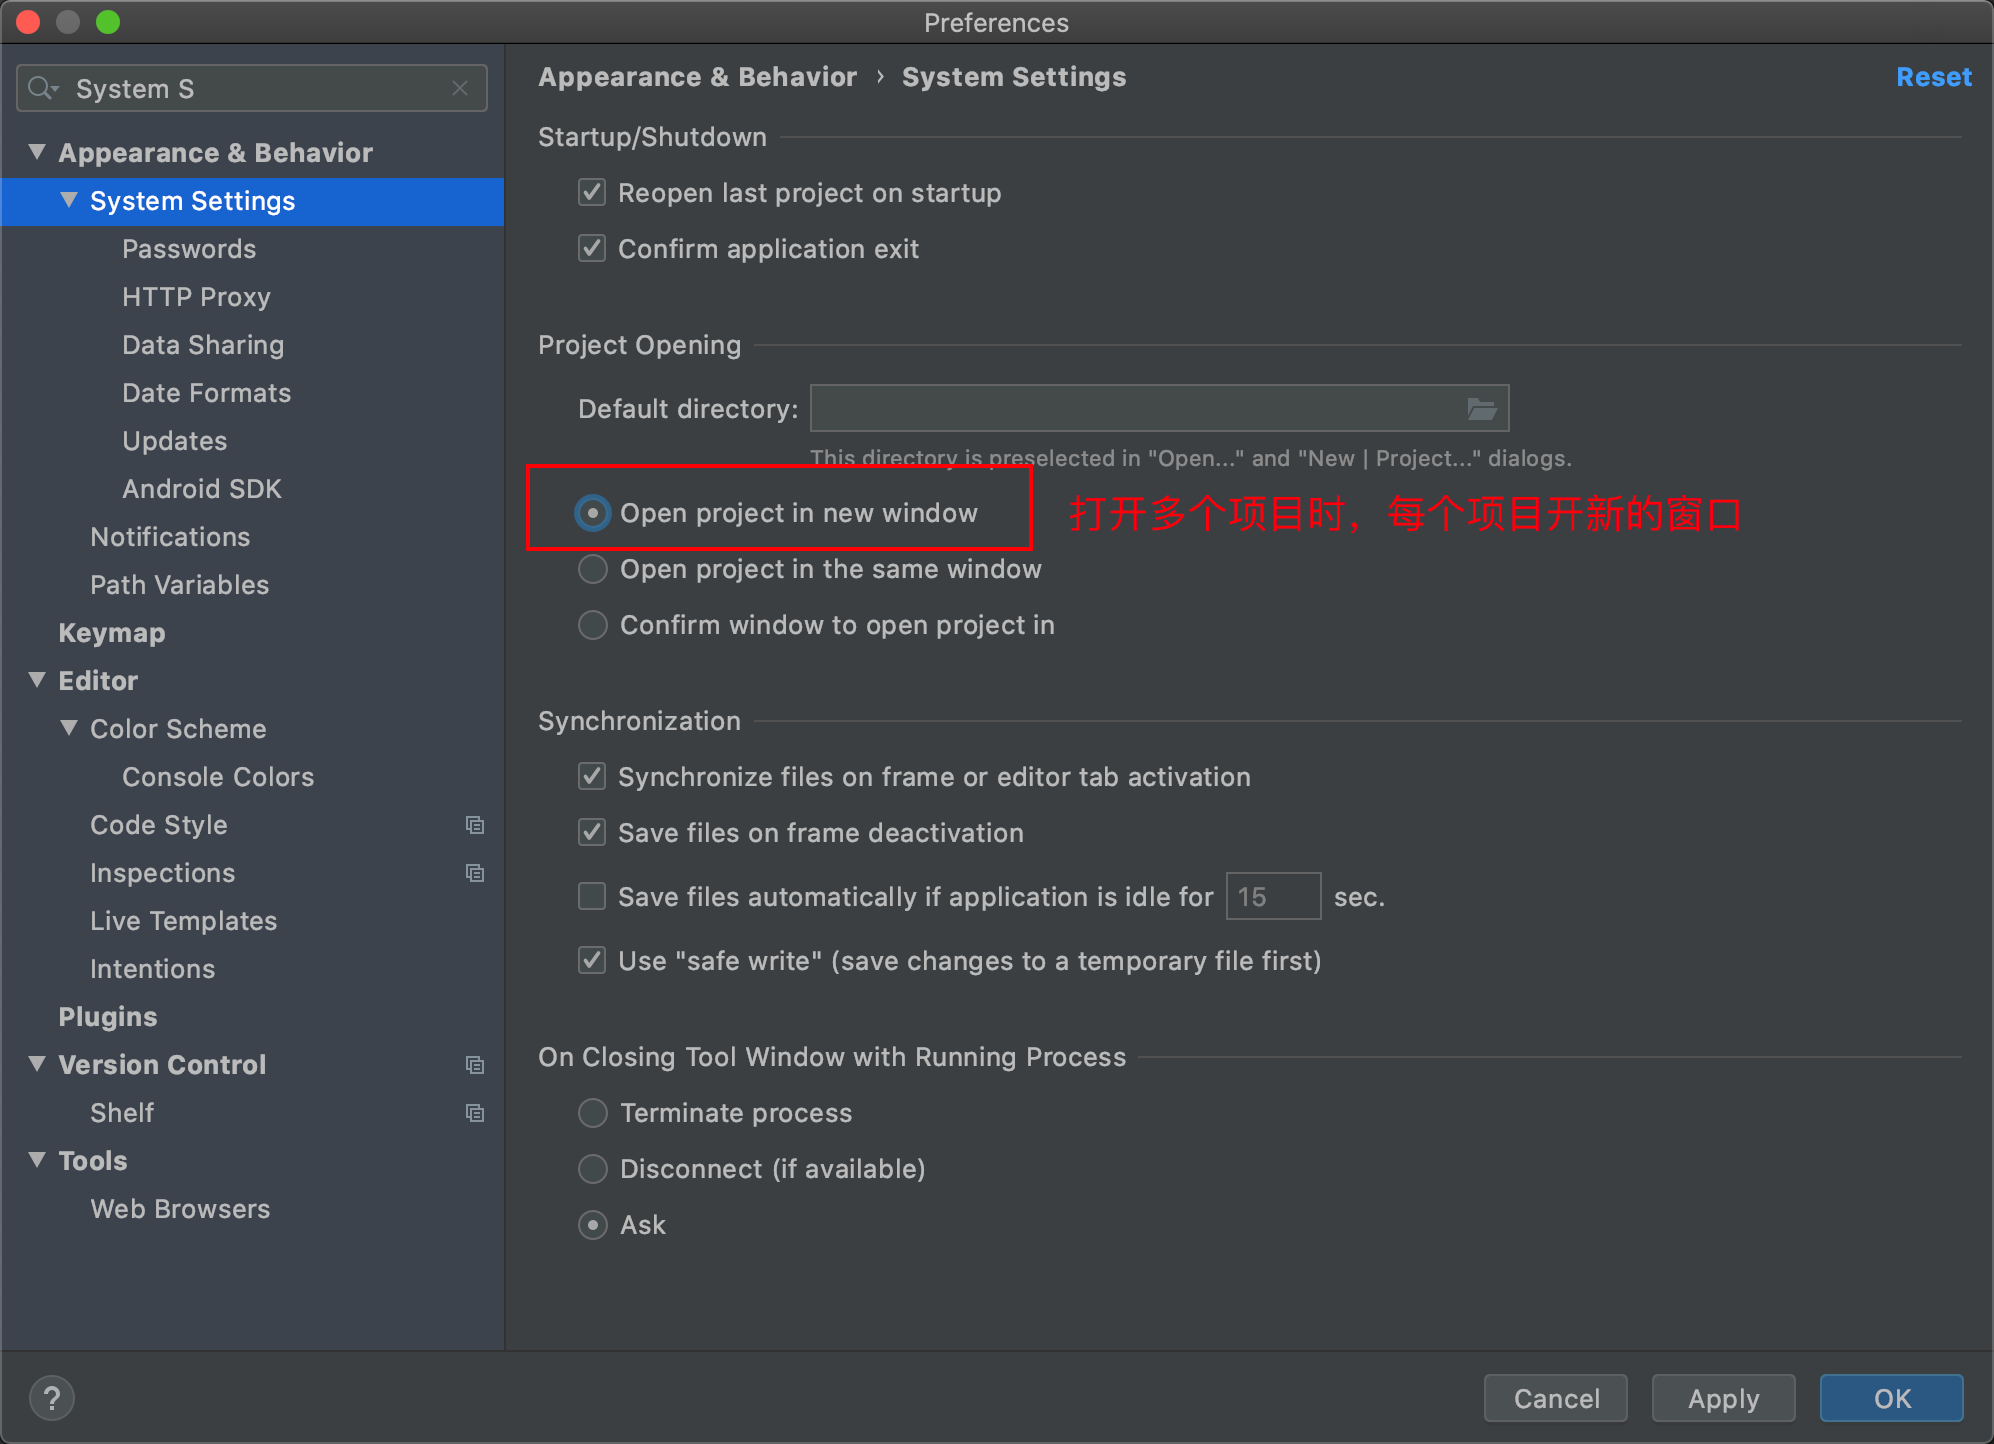 Preferences
System S
Appearance & Behavior
System Settings
Passwords
HTTP Proxy
Data Sharing
Date Formats
Updates
Android SDK
Notifications
Path Variables
Keymap
Editor
Color Scheme
Console Colors
Code Style
Inspections
Live Templates
Intentions
Plugins
Version Control
Shelf
Tools
Web Browsers
Appearance & Behavior › System Settings
Reset
Startup/Shutdown
Reopen last project on startup
Confirm application exit
Project Opening
Default directory:
This directory is preselected in "Open..." and "New | Project..." dialogs.
Open project in new window 打开多个项目时，每个项目开新的窗口
Open project in the same window
Confirm window to open project in
Synchronization
Synchronize files on frame or editor tab activation
Save files on frame deactivation
Save files automatically if application is idle for 15 sec.
Use "safe write" (save changes to a temporary file first)
On Closing Tool Window with Running Process
Terminate process
Disconnect (if available)
Ask
?
Cancel
Apply
OK